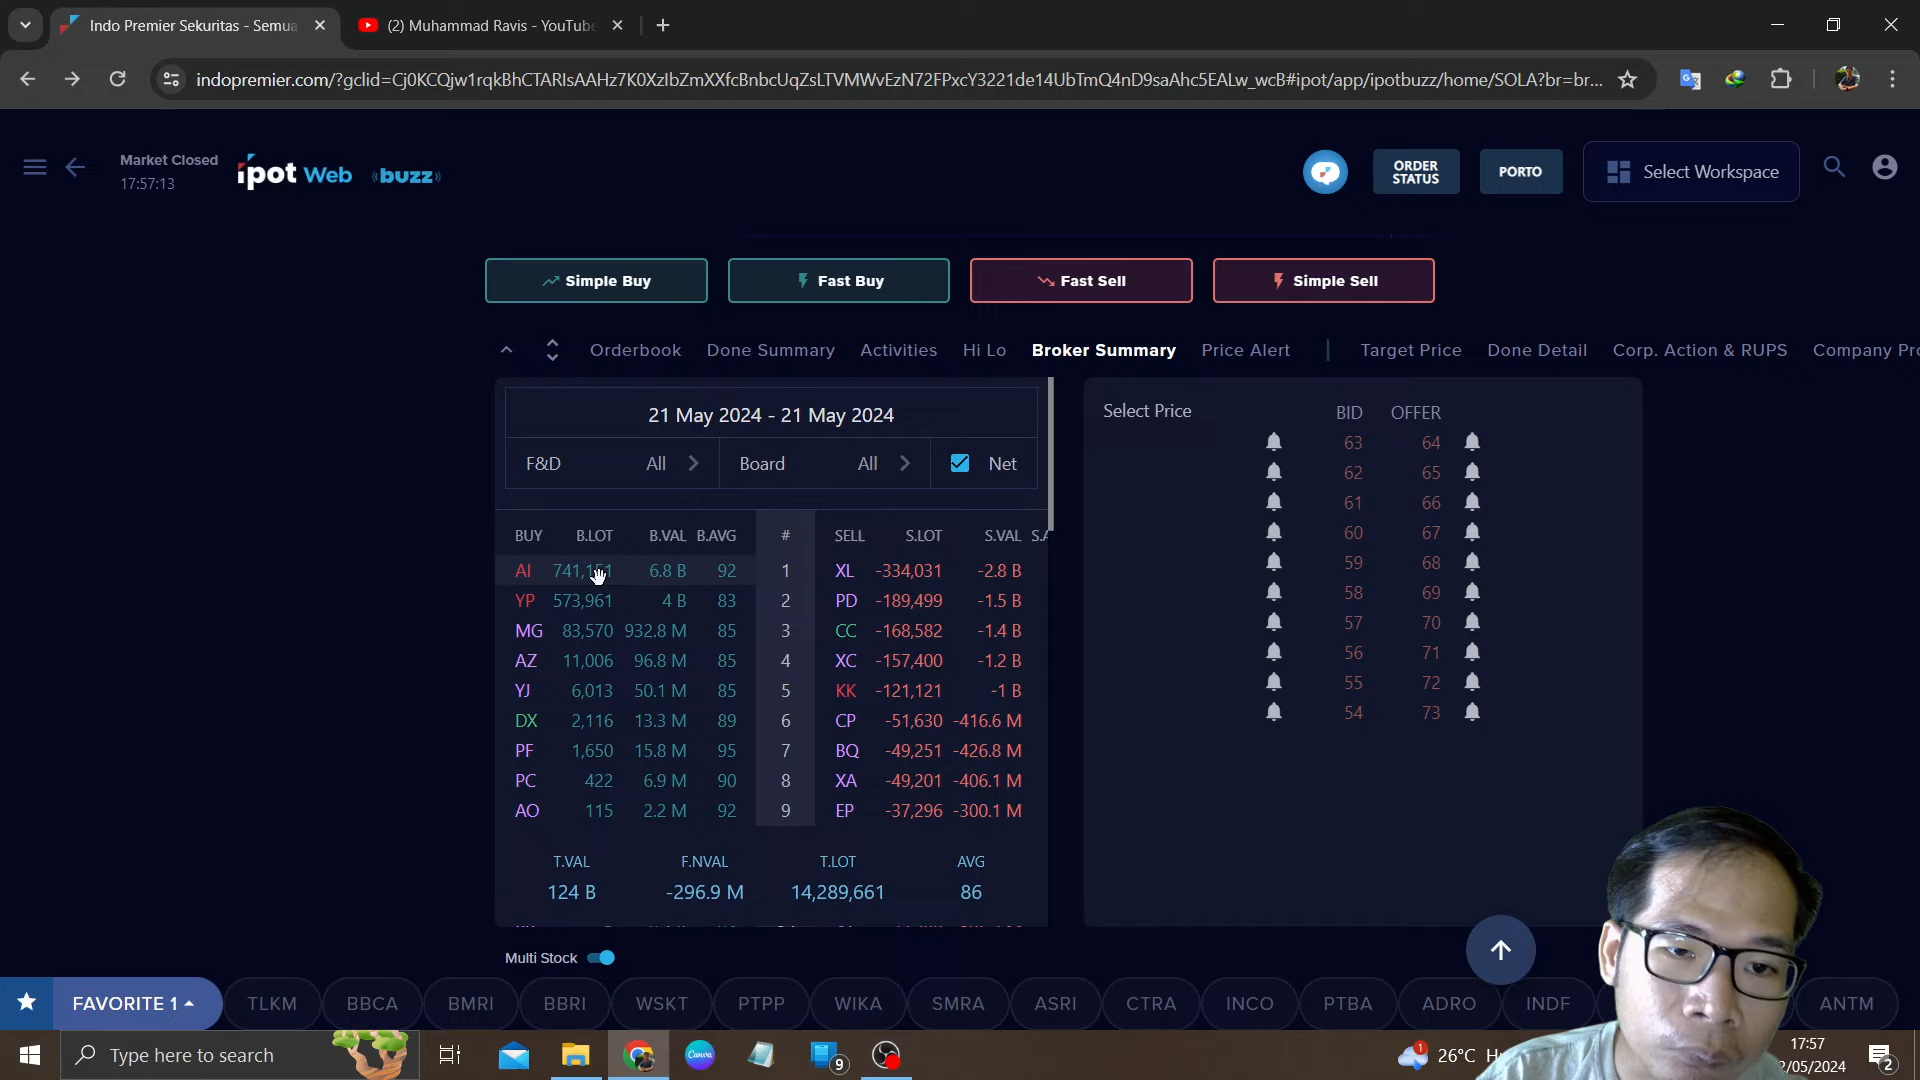 Indo Premier Sekuritas - Semua
(2) Muhammad Ravis - YouTube
indopremier.com/?gclid=Cj0KCQjw1rqkBhCTARIsAAHz7K0XzIbZmXXfcBnbcUqZsLTVMWvEzN72FPxcY3221de14UbTmQ4nD9saAhc5EALw_wcB#ipot/app/ipotbuzz/home/SOLA?br=br...
Market Closed
17:57:13
ipot Web buzz
ORDER STATUS
PORTO
Select Workspace
Simple Buy
Fast Buy
Fast Sell
Simple Sell
Orderbook Done Summary Activities Hi Lo Broker Summary Price Alert | Target Price Done Detail Corp. Action & RUPS Company Pro
21 May 2024 - 21 May 2024
F&D All Board All Net
BUY B.LOT B.VAL B.AVG # SELL S.LOT S.VAL
AI 6.8 B 92 1 XL -334,031 -2.8 B
YP 573,961 4 B 83 2 PD -189,499 -1.5 B
MG 83,570 932.8 M 85 3 CC -168,582 -1.4 B
AZ 11,006 96.8 M 85 4 XC -157,400 -1.2 B
YJ 6,013 50.1 M 85 5 KK -121,121 -1 B
DX 2,116 13.3 M 89 6 CP -51,630 -416.6 M
PF 1,650 15.8 M 95 7 BQ -49,251 -426.8 M
PC 422 6.9 M 90 8 XA -49,201 -406.1 M
AO 115 2.2 M 92 9 EP -37,296 -300.1 M
T.VAL F.NVAL T.LOT AVG
124 B -296.9 M 14,289,661 86
Select Price BID OFFER
63 64
62 65
61 66
60 67
59 68
58 69
57 70
56 71
55 72
54 73
Multi Stock
FAVORITE 1 TLKM BBCA BMRI BBRI WSKT PTPP WIKA SMRA ASRI CTRA INCO PTBA ADRO INDF ANTM
Type here to search
Canva
9
1
26°C
17:57
/05/2024
2